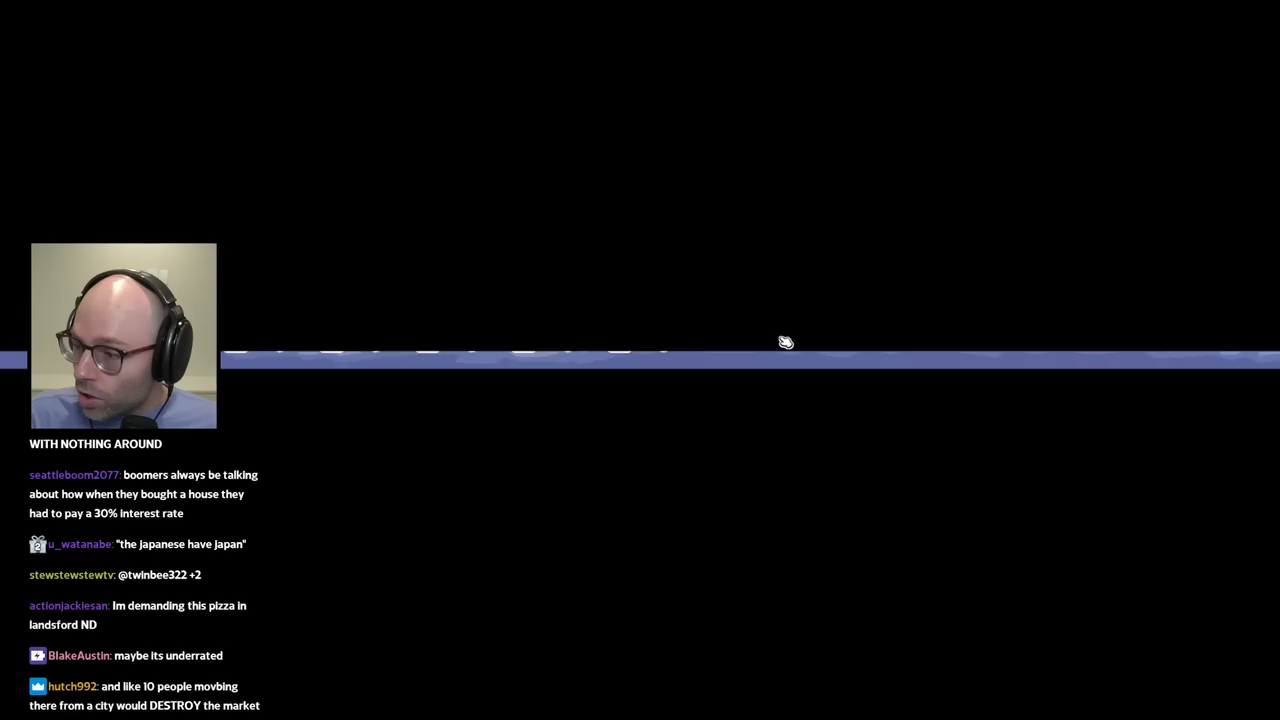 WITH NOTHING AROUND
seattleboom2077: boomers always be talking
about how when they bought a house they
had to pay a 30% interest rate
2
u_watanabe: "the japanese have japan"
stewstewstewtv: @twinbee322 +2
actionjackiesan: Im demanding this pizza in
landsford ND
BlakeAustin: maybe its underrated
hutch992: and like 10 people movbing
there from a city would DESTROY the market